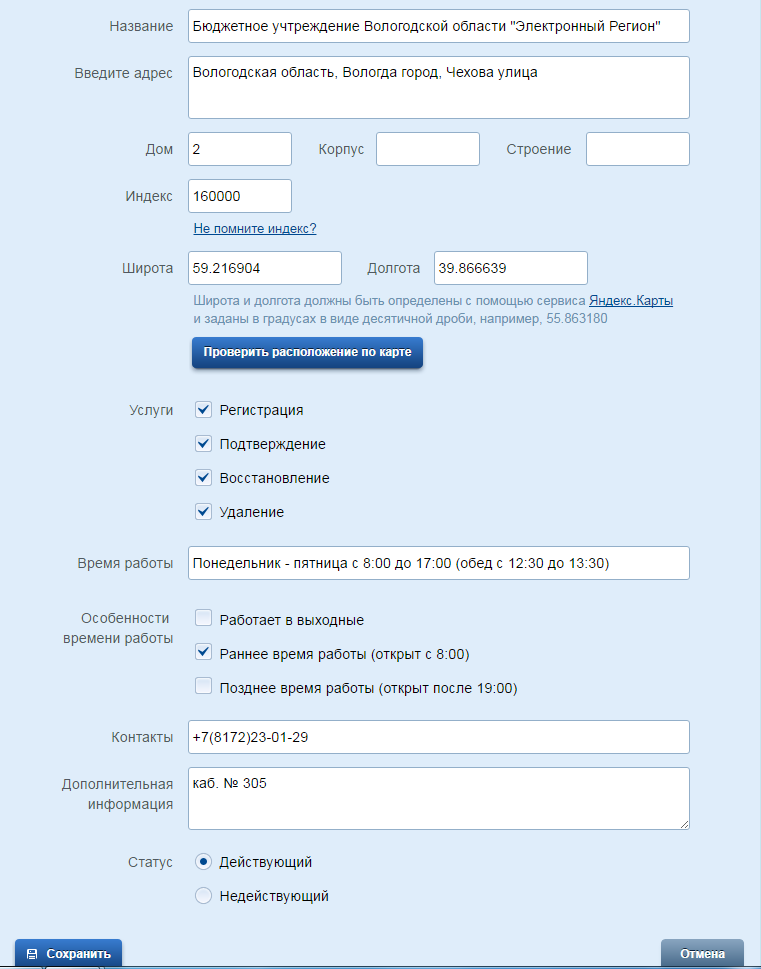 Название Бюджетное учтреждение Вологодской области "Электронный Регион"
Введите адрес Вологодская область, Вологда город, Чехова улица
Дом 2 Корпус Строение
Индекс 160000
Не помните индекс?
Широта 59.216904 Долгота 39.866639
Широта и долгота должны быть определены с помощью сервиса Яндекс.Карты
и заданы в градусах в виде десятичной дроби, например, 55.863180
Проверить расположение по карте
Услуги Регистрация
Подтверждение
Восстановление
Удаление
Время работы Понедельник - пятница с 8:00 до 17:00 (обед с 12:30 до 13:30)
Особенности
времени работы
Работает в выходные
Раннее время работы (открыт с 8:00)
Позднее время работы (открыт после 19:00)
Контакты +7(8172)23-01-29
Дополнительная
информация
каб. № 305
Статус Действующий
Недействующий
Сохранить Отмена